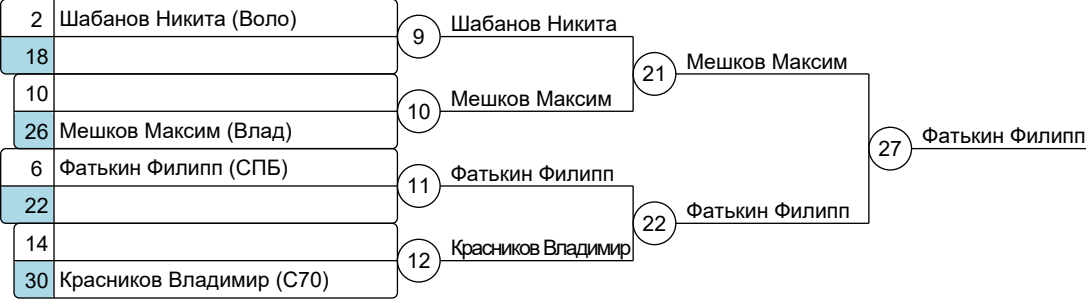 2 Шабанов Никита (Воло)
18
10
26 Мешков Максим (Влад)
6 Фатькин Филипп (СПБ)
22
14
30 Красников Владимир (С70)
9 Шабанов Никита
10 Мешков Максим
11 Фатькин Филипп
12 Красников Владимир
21 Мешков Максим
22 Фатькин Филипп
27 Фатькин Филипп